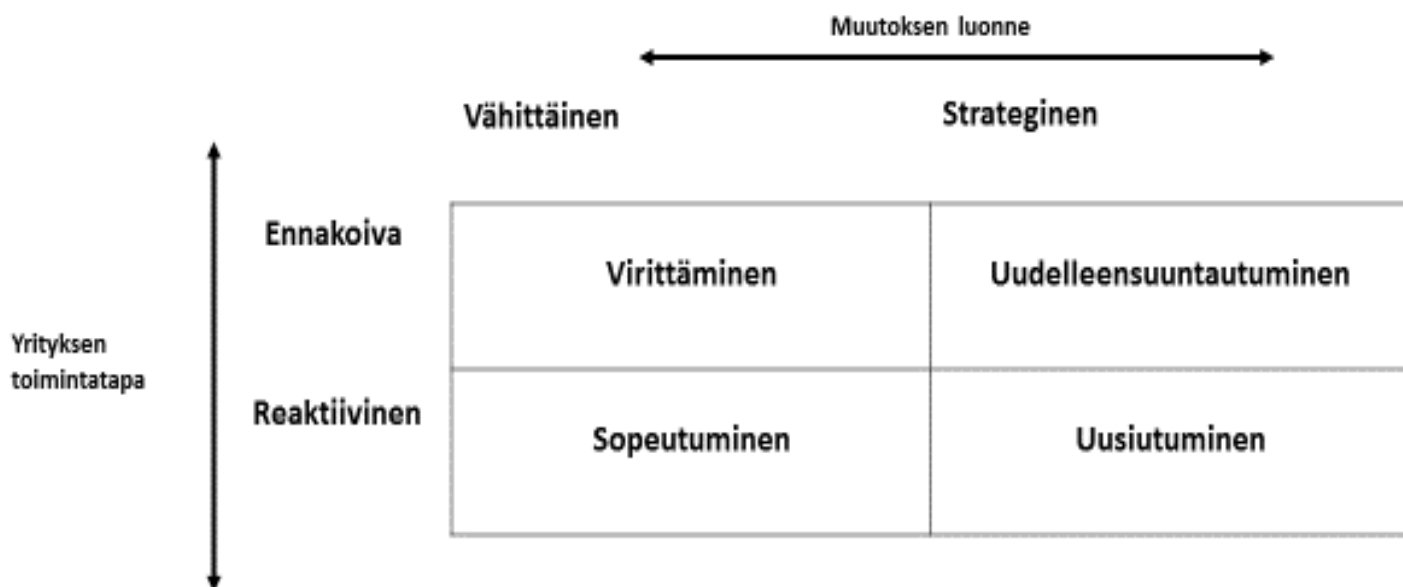 Muutoksen luonne
Vähittäinen Strateginen
Ennakoiva
Virittäminen Uudelleensuuntautuminen
Yrityksen
toimintatapa
Reaktiivinen
Sopeutuminen Uusiutuminen